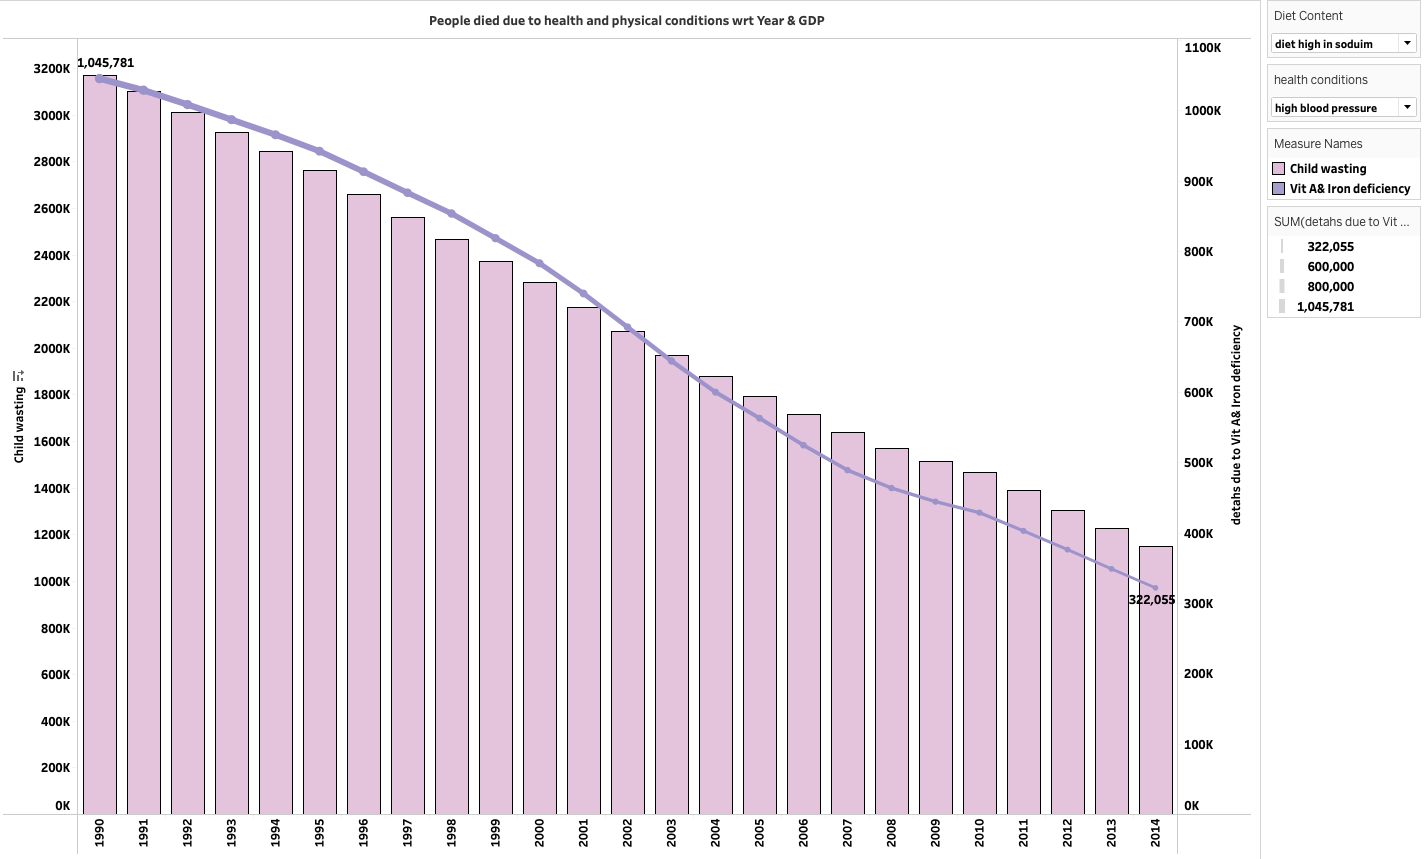 People died due to health and physical conditions wrt Year & GDP
Child wasting
3200K
3000K
2800K
2600K
2400K
2200K
2000K
1800K
1600K
1400K
1200K
1000K
800K
600K
400K
200K
0K
1,045,781
322,055
1990
1991
1992
1993
1994
1995
1996
1997
1998
1999
2000
2001
2002
2003
2004
2005
2006
2007
2008
2009
2010
2011
2012
2013
2014
1100K
1000K
900K
800K
700K
600K
500K
400K
300K
200K
100K
0K
detahs due to Vit A& Iron deficiency
Diet Content
diet high in soduim
health conditions
high blood pressure
Measure Names
Child wasting
Vit A& Iron deficiency
SUM(detahs due to Vit ...
322,055
600,000
800,000
1,045,781